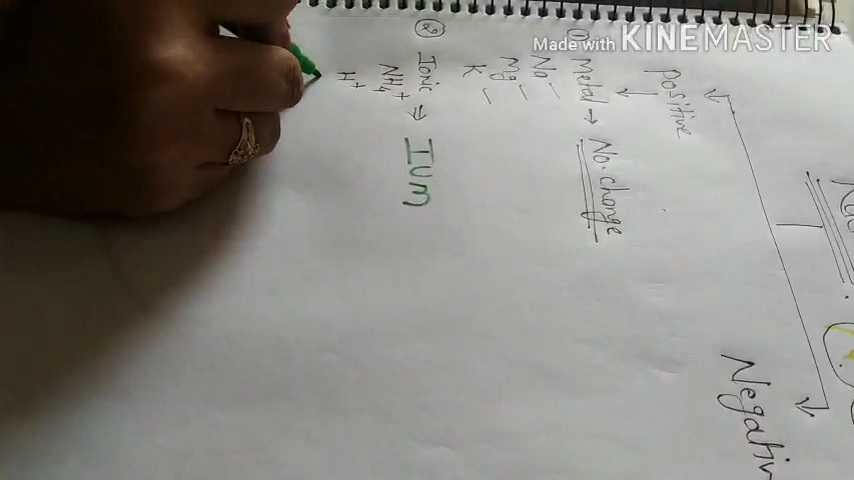 Made with KINEMASTER
Positive
Negativ
① Metal → No. change
Na
Mg
K
② Ionic → Ium
NH4+
H+